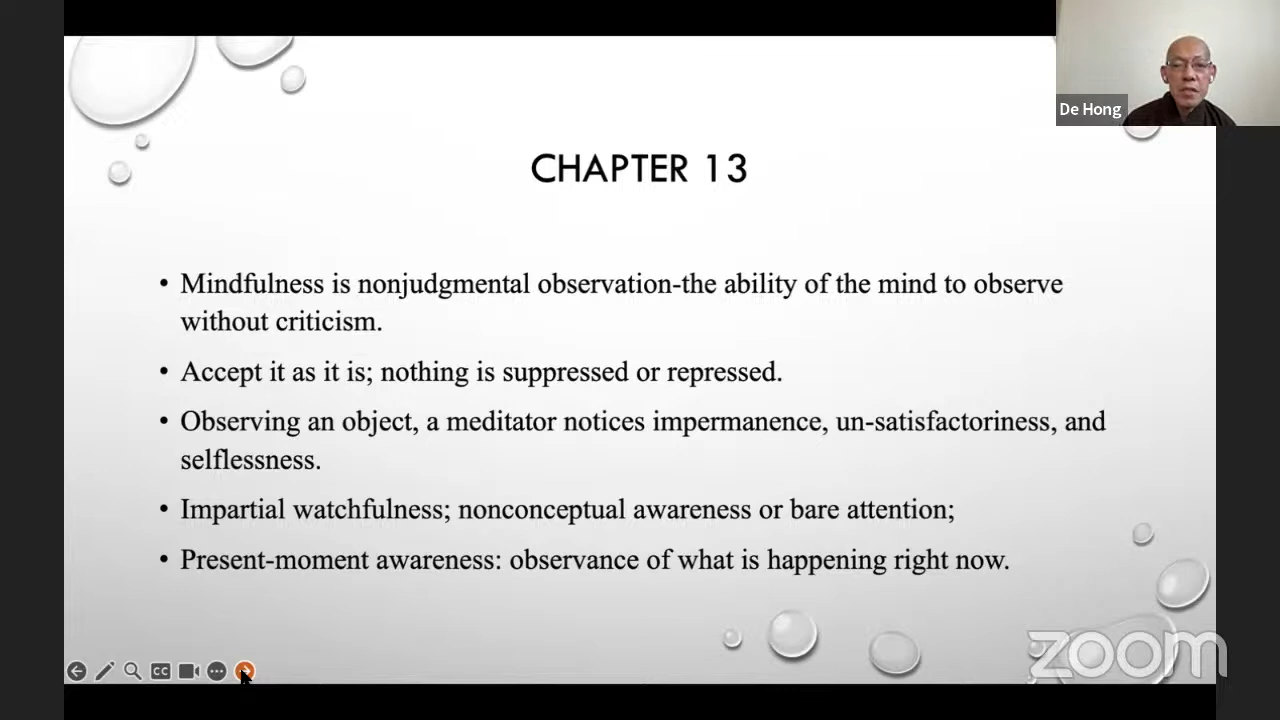 De Hong
CHAPTER 13
• Mindfulness is nonjudgmental observation-the ability of the mind to observe
without criticism.
• Accept it as it is; nothing is suppressed or repressed.
• Observing an object, a meditator notices impermanence, un-satisfactoriness, and
selflessness.
• Impartial watchfulness; nonconceptual awareness or bare attention;
• Present-moment awareness: observance of what is happening right now.
CC
zoom